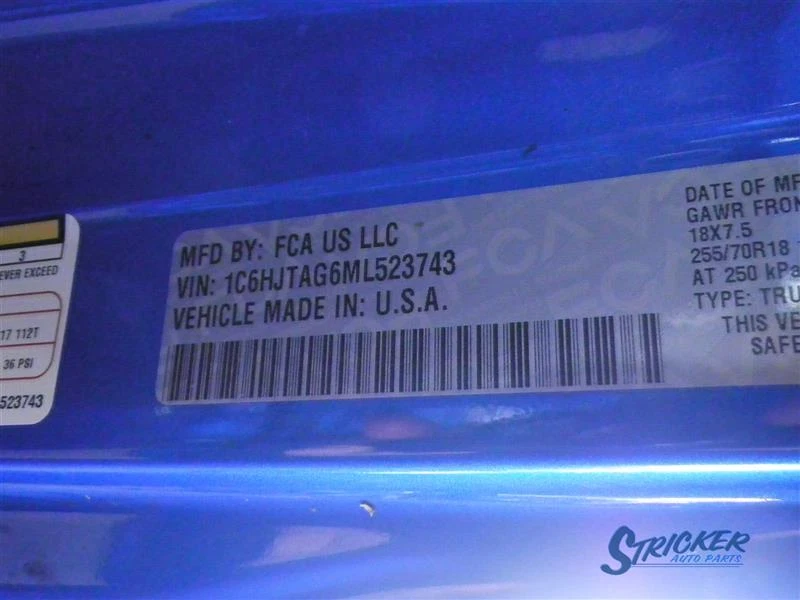 3
EVER EXCEED
17 112T
36 PSI
523743
MFD BY: FCA US LLC
VIN: 1C6HJTAG6ML523743
VEHICLE MADE IN: U.S.A.
DATE OF MF
GAWR FRON
18X7.5
255/70R18
AT 250 kPa
TYPE: TRU
THIS VE
SAFE
STRICKER
AUTO PARTS